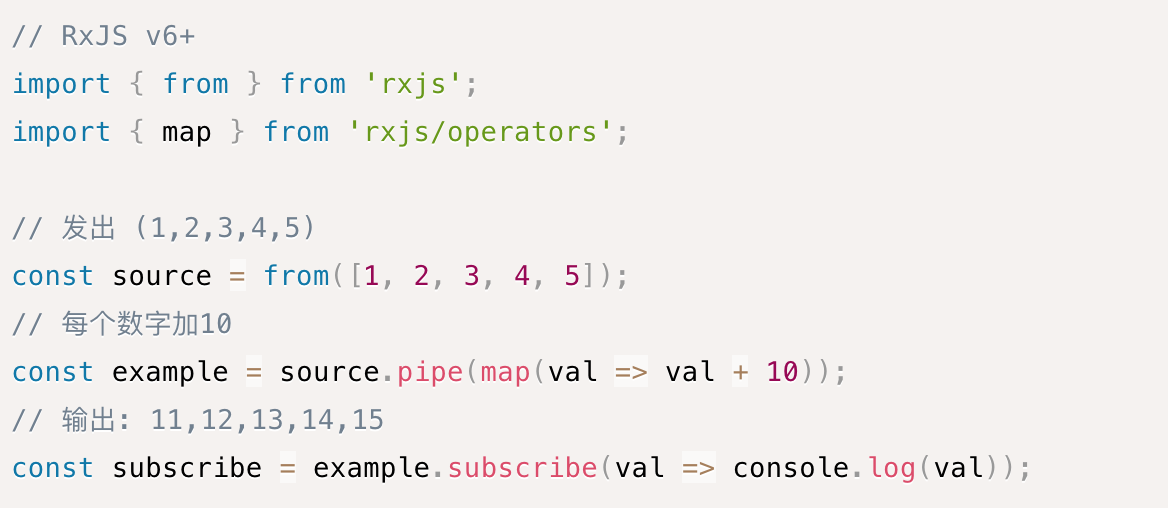 // RxJS v6+
import { from } from 'rxjs';
import { map } from 'rxjs/operators';
// 发出 (1,2,3,4,5)
const source = from([1, 2, 3, 4, 5]);
// 每个数字加10
const example = source.pipe(map(val => val + 10));
// 输出: 11,12,13,14,15
const subscribe = example.subscribe(val => console.log(val));